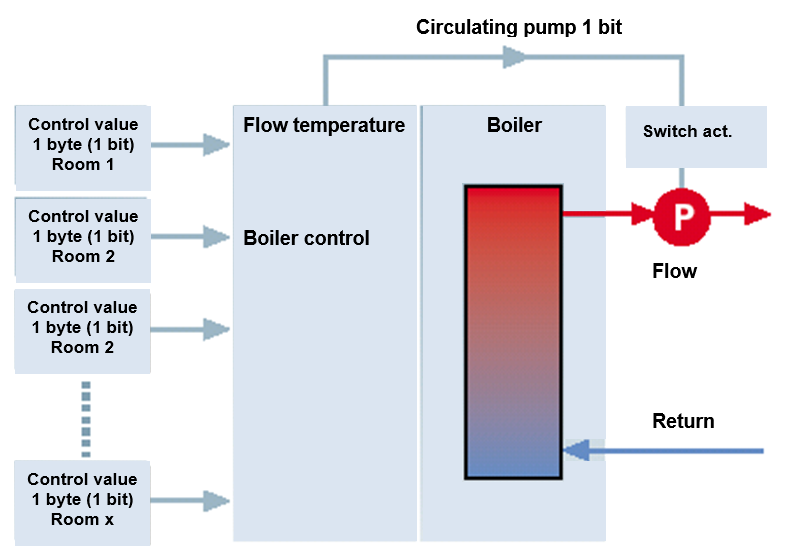 Circulating pump 1 bit
Control value
1 byte (1 bit)
Room 1
Flow temperature
Boiler
Switch act.
Control value
1 byte (1 bit)
Room 2
Boiler control
P
Flow
Control value
1 byte (1 bit)
Room 2
Return
Control value
1 byte (1 bit)
Room x